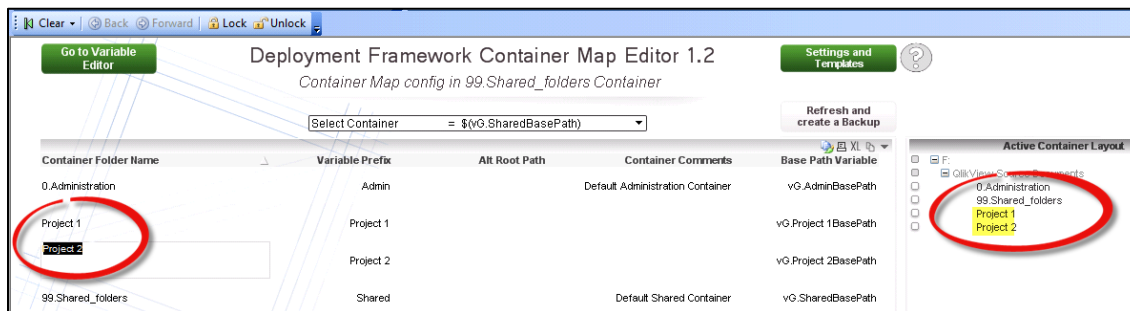 Clear Back Forward Lock Unlock
Go to Variable
Editor
Deployment Framework Container Map Editor 1.2
Settings and
Templates
?
Container Map config in 99.Shared_folders Container
Select Container = $(vG.SharedBasePath)
Refresh and
create a Backup
XL
Container Folder Name Variable Prefix Alt Root Path Container Comments Base Path Variable
0.Administration Admin Default Administration Container vG.AdminBasePath
Project 1 Project 1 vG.Project 1BasePath
Project 2
Project 2 vG.Project 2BasePath
99.Shared_folders Shared Default Shared Container vG.SharedBasePath
Active Container Layout
F:
QlikView Source Documents
0.Administration
99.Shared_folders
Project 1
Project 2